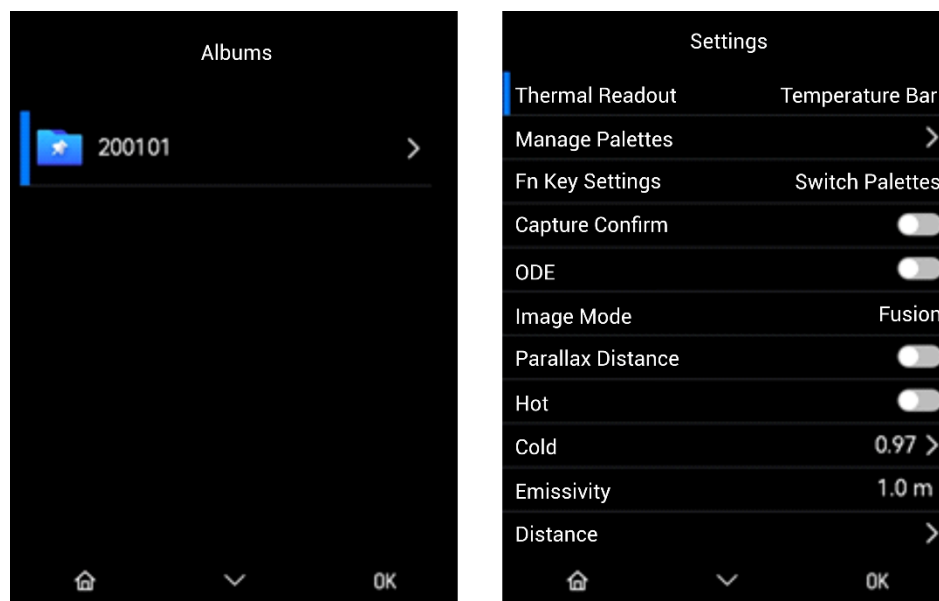 Albums
200101
OK
Settings
Thermal Readout Temperature Bar
Manage Palettes
Fn Key Settings Switch Palettes
Capture Confirm
ODE
Image Mode Fusion
Parallax Distance
Hot
Cold 0.97
Emissivity 1.0 m
Distance
OK